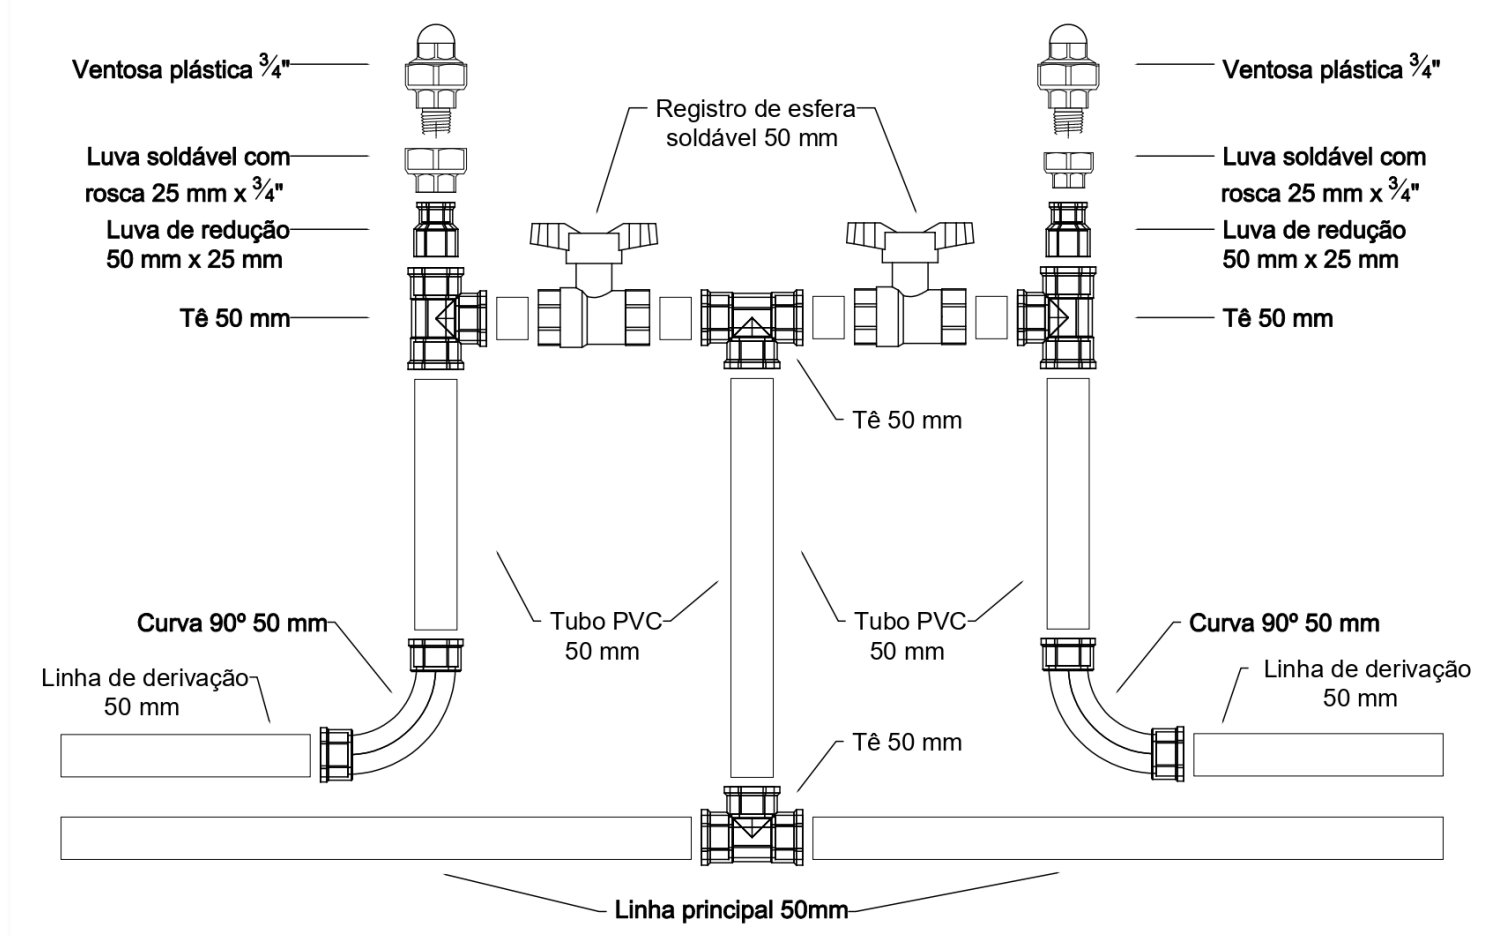 Ventosa plástica ¾"
Ventosa plástica ¾"
Registro de esfera
soldável 50 mm
Luva soldável com
rosca 25 mm x ¾"
Luva soldável com
rosca 25 mm x ¾"
Luva de redução
50 mm x 25 mm
Luva de redução
50 mm x 25 mm
Tê 50 mm
Tê 50 mm
Tê 50 mm
Curva 90º 50 mm
Tubo PVC
50 mm
Tubo PVC
50 mm
Curva 90º 50 mm
Linha de derivação
50 mm
Linha de derivação
50 mm
Tê 50 mm
Linha principal 50mm